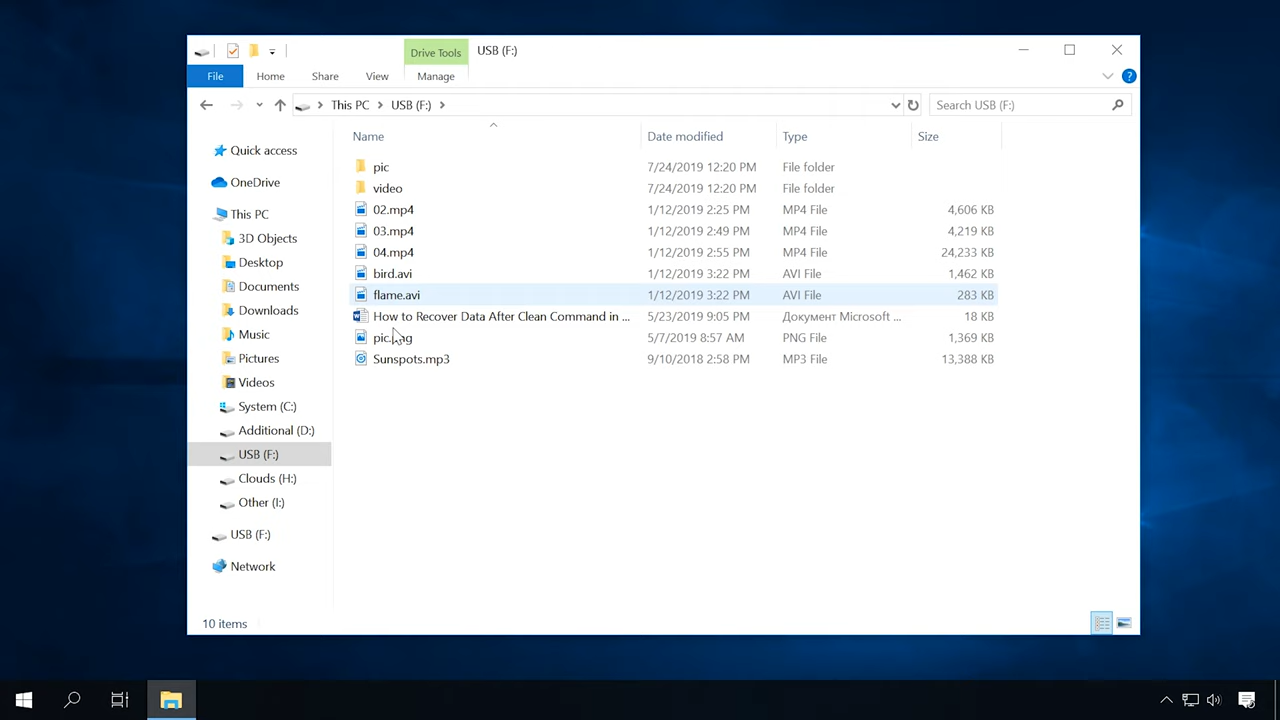 Drive Tools USB (F:)
File Home Share View Manage
This PC USB (F:) Search USB (F:)
Name Date modified Type Size
Quick access
OneDrive
This PC
3D Objects
Desktop
Documents
Downloads
Music
Pictures
Videos
System (C:)
Additional (D:)
USB (F:)
Clouds (H:)
Other (I:)
USB (F:)
Network
pic 7/24/2019 12:20 PM File folder
video 7/24/2019 12:20 PM File folder
02.mp4 1/12/2019 2:25 PM MP4 File 4,606 KB
03.mp4 1/12/2019 2:49 PM MP4 File 4,219 KB
04.mp4 1/12/2019 2:55 PM MP4 File 24,233 KB
bird.avi 1/12/2019 3:22 PM AVI File 1,462 KB
flame.avi 1/12/2019 3:22 PM AVI File 283 KB
How to Recover Data After Clean Command in ... 5/23/2019 9:05 PM Документ Microsoft ... 18 KB
5/7/2019 8:57 AM PNG File 1,369 KB
Sunspots.mp3 9/10/2018 2:58 PM MP3 File 13,388 KB
10 items